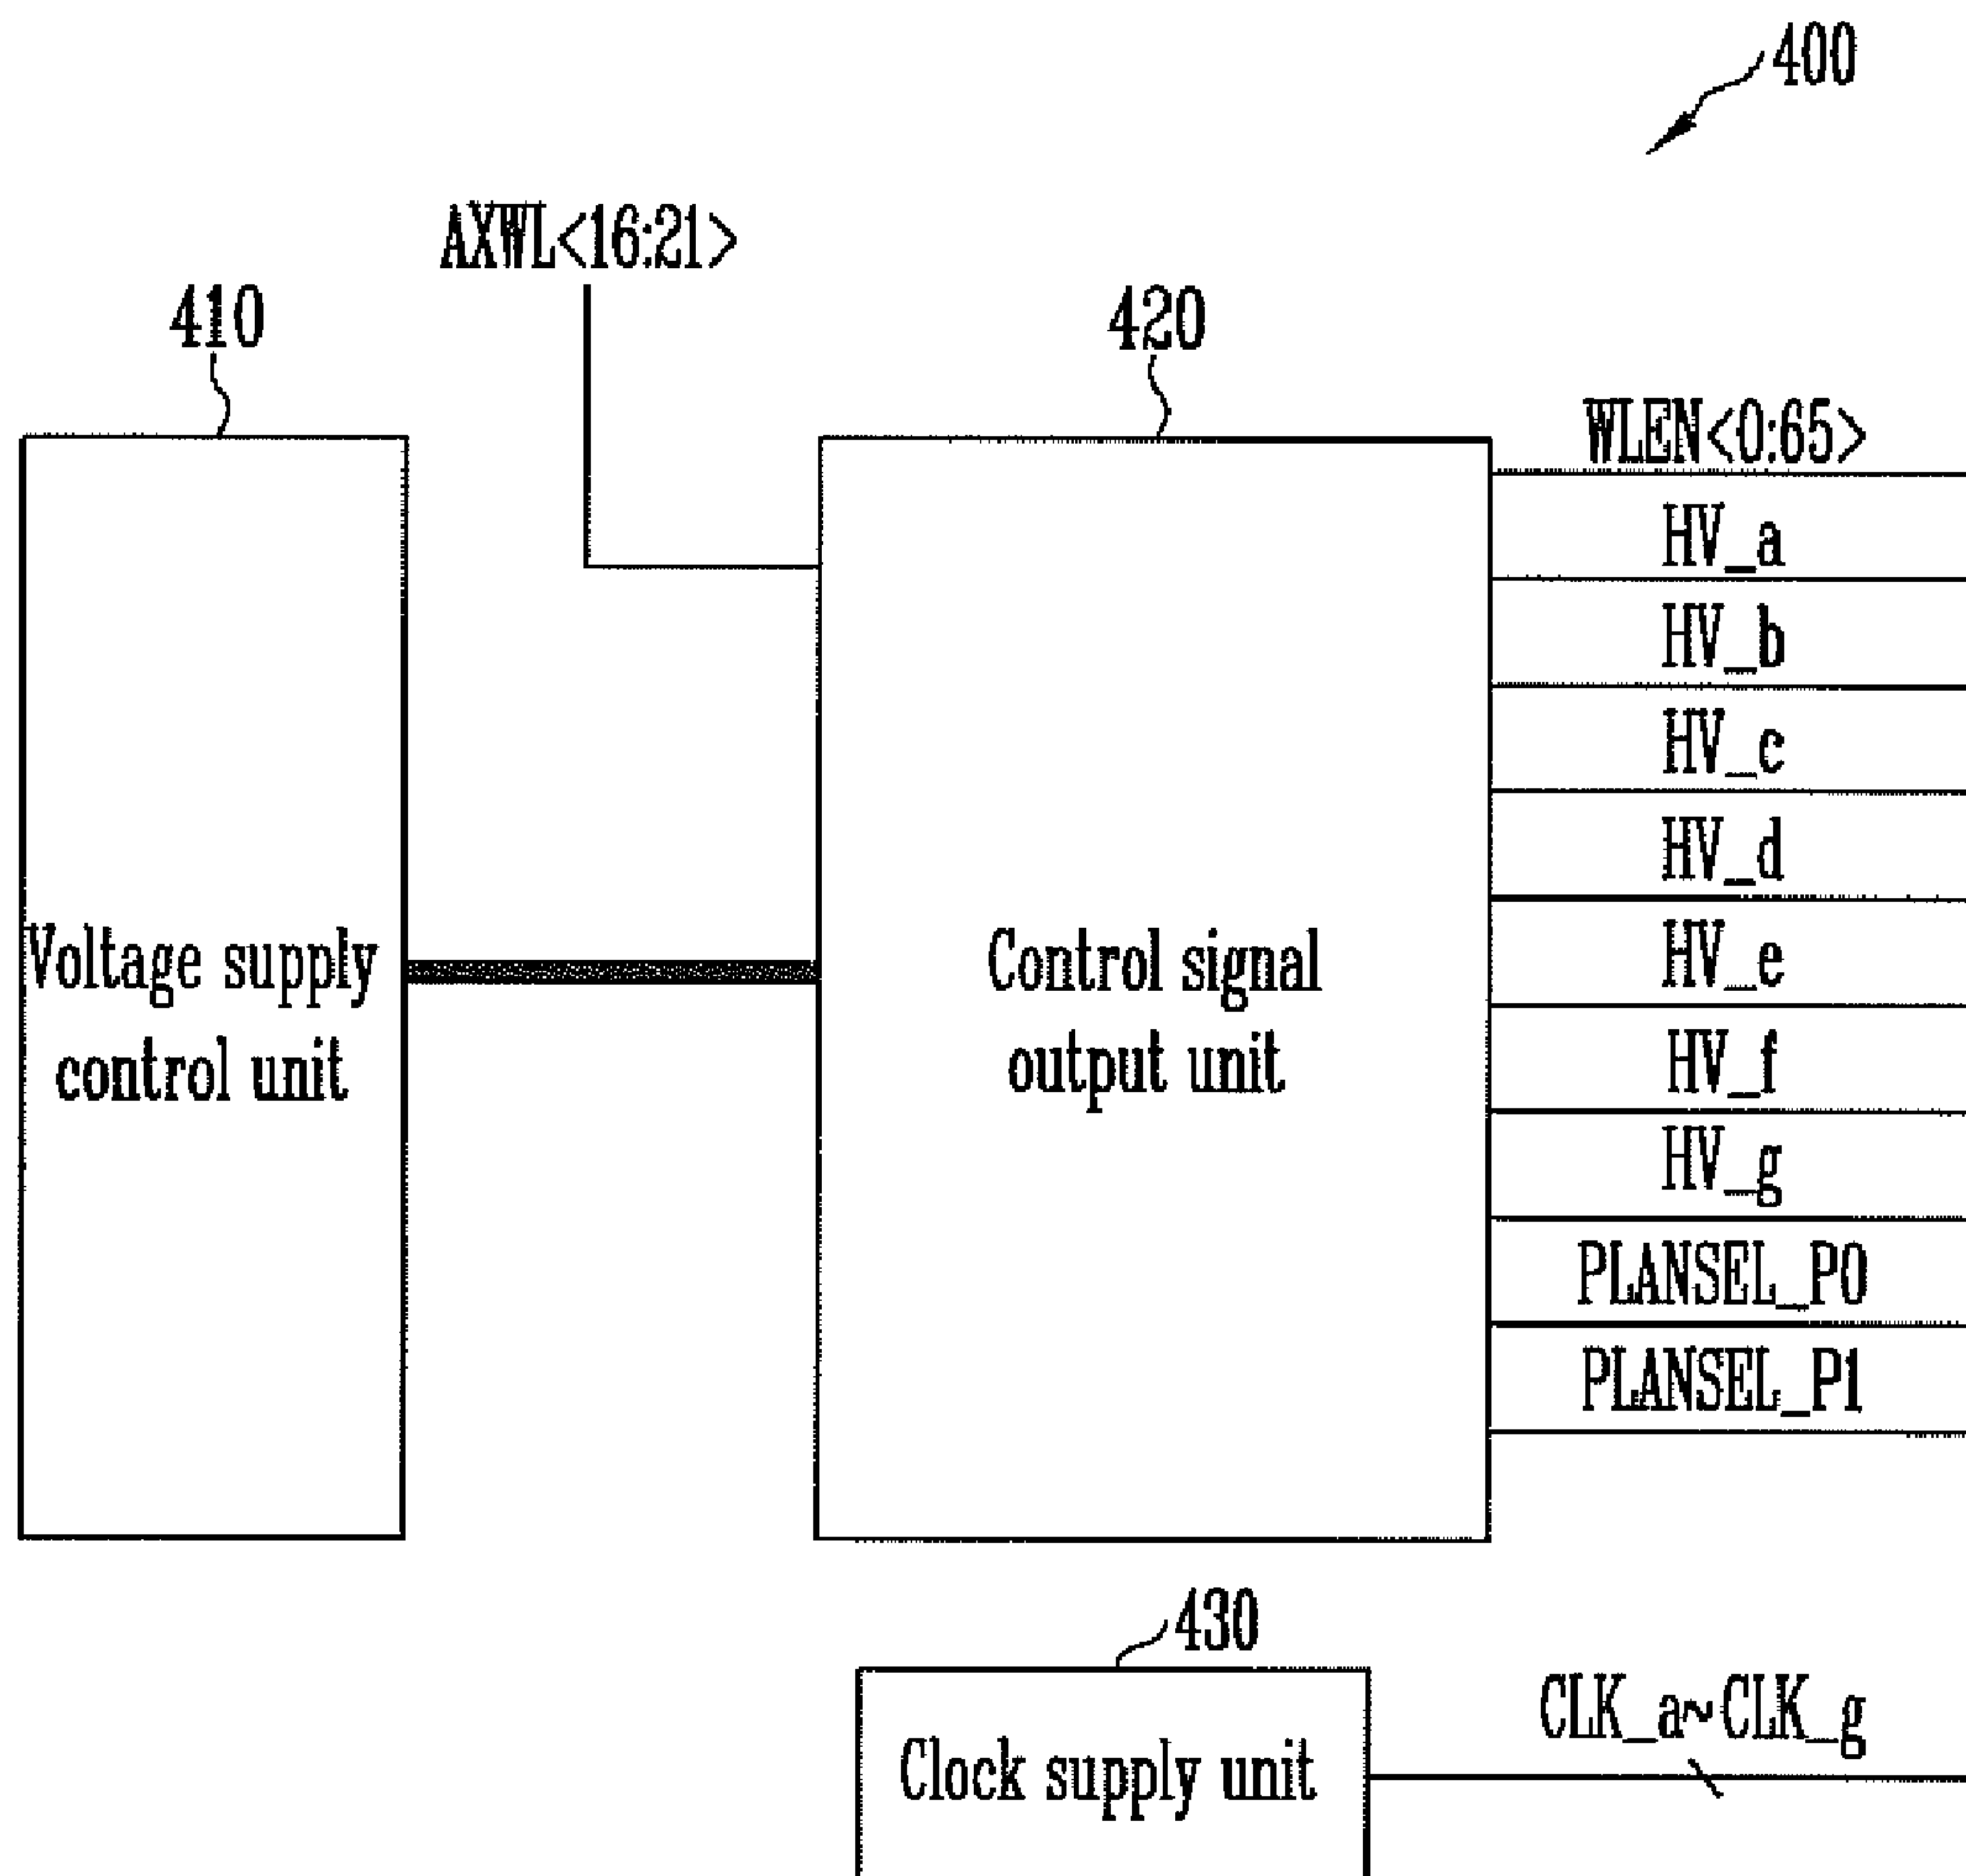 400
AXWL<16:21>
410
420
WLEN<0:65>
HV_a
HV_b
HV_c
HV_d
HV_e
HV_f
HV_g
PLANSEL_P0
PLANSEL_P1
Voltage supply
control unit
Control signal
output unit
430
CLK_a~CLK_g
Clock supply unit